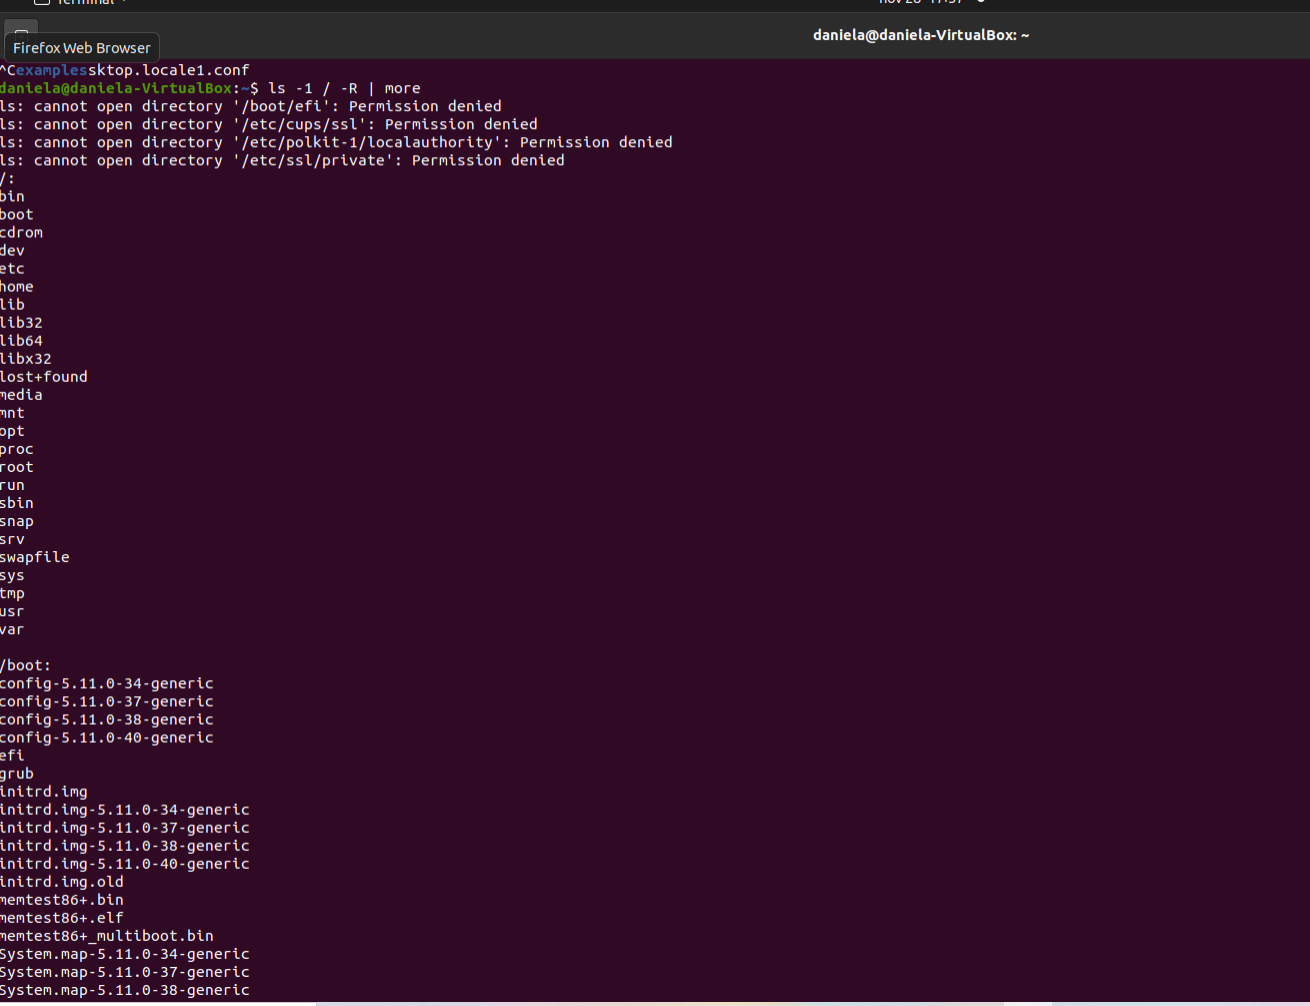 Terminal
nov 28 17:37
daniela@daniela-VirtualBox: ~
Firefox Web Browser
^Cexamplessktop.locale1.conf
daniela@daniela-VirtualBox:~$ ls -1 / -R | more
ls: cannot open directory '/boot/efi': Permission denied
ls: cannot open directory '/etc/cups/ssl': Permission denied
ls: cannot open directory '/etc/polkit-1/localauthority': Permission denied
ls: cannot open directory '/etc/ssl/private': Permission denied
/:
bin
boot
cdrom
dev
etc
home
lib
lib32
lib64
libx32
lost+found
media
mnt
opt
proc
root
run
sbin
snap
srv
swapfile
sys
tmp
usr
var
/boot:
config-5.11.0-34-generic
config-5.11.0-37-generic
config-5.11.0-38-generic
config-5.11.0-40-generic
efi
grub
initrd.img
initrd.img-5.11.0-34-generic
initrd.img-5.11.0-37-generic
initrd.img-5.11.0-38-generic
initrd.img-5.11.0-40-generic
initrd.img.old
memtest86+.bin
memtest86+.elf
memtest86+_multiboot.bin
System.map-5.11.0-34-generic
System.map-5.11.0-37-generic
System.map-5.11.0-38-generic